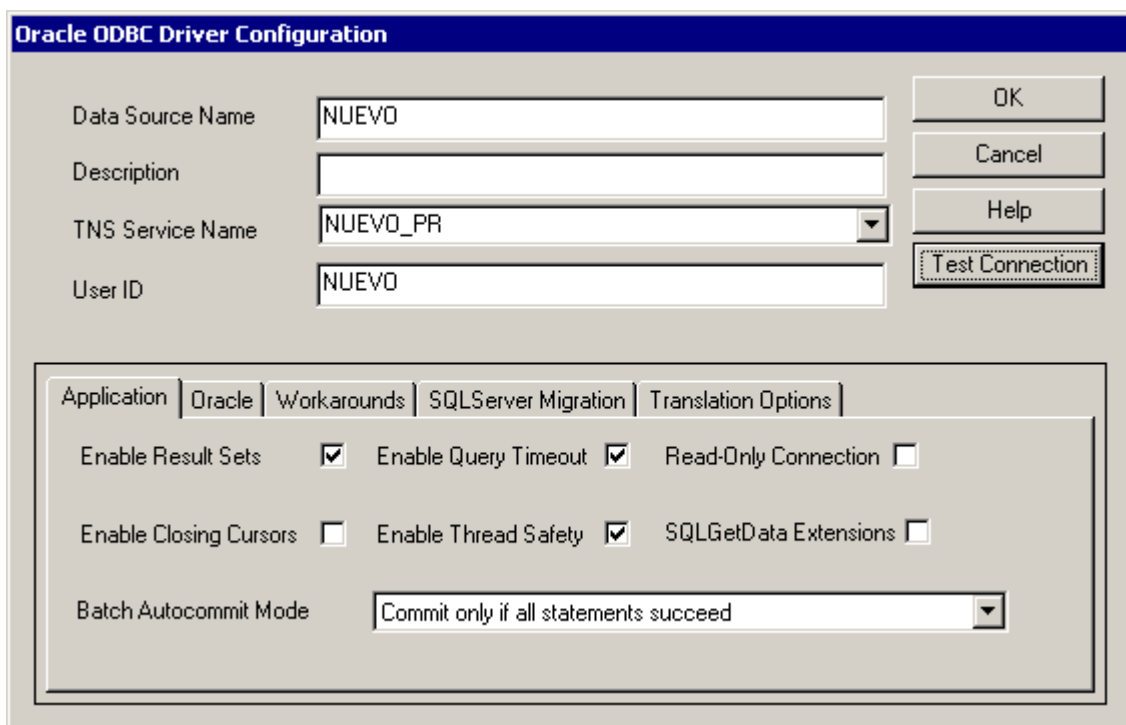 Oracle ODBC Driver Configuration
Data Source Name NUEVO OK
Description Cancel
TNS Service Name NUEVO_PR Help
User ID NUEVO Test Connection
Application Oracle Workarounds SQLServer Migration Translation Options
Enable Result Sets Enable Query Timeout Read-Only Connection
Enable Closing Cursors Enable Thread Safety SQLGetData Extensions
Batch Autocommit Mode Commit only if all statements succeed